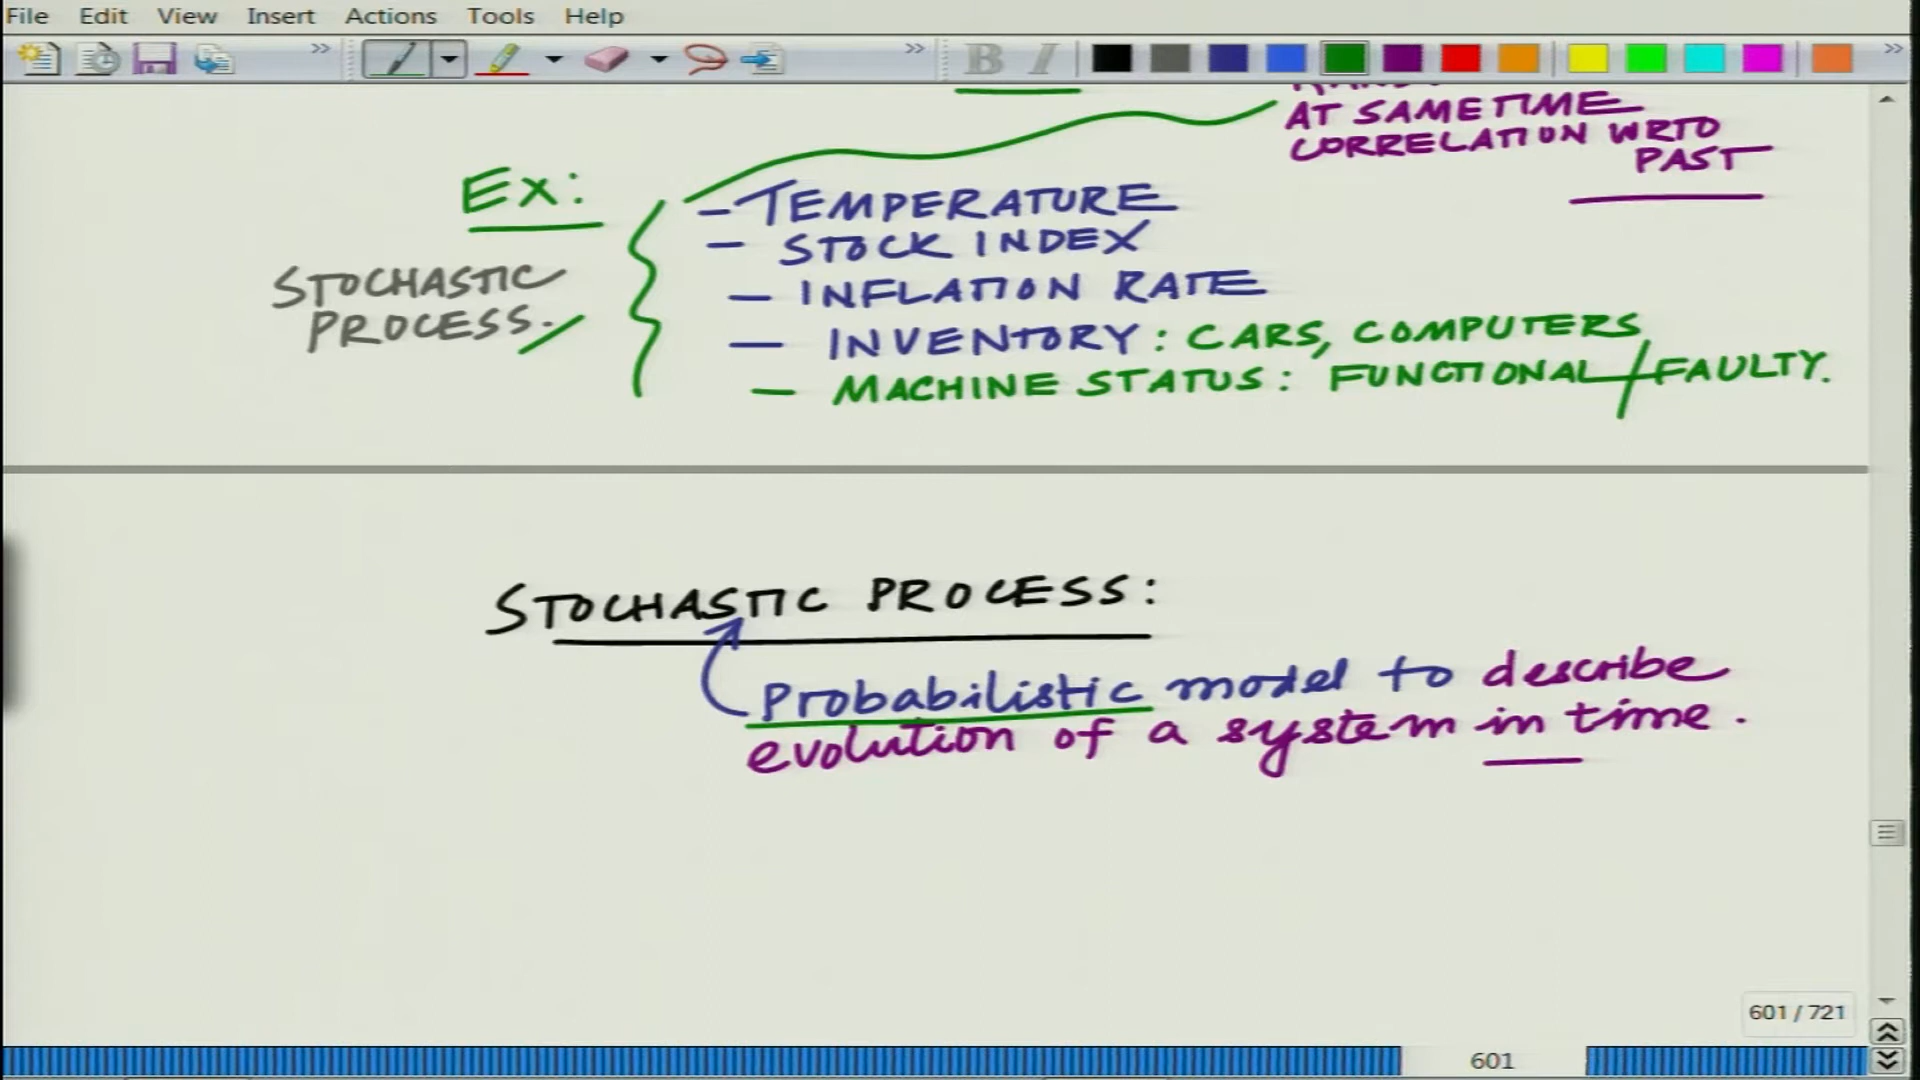 File Edit View Insert Actions Tools Help
B I
AT SAME TIME
CORRELATION WRTO
PAST
Ex:
- TEMPERATURE
- STOCK INDEX
- INFLATION RATE
- INVENTORY: CARS, COMPUTERS,
- MACHINE STATUS: FUNCTIONAL/FAULTY.
STOCHASTIC
PROCESS.
STOCHASTIC PROCESS:
Probabilistic model to describe
evolution of a system in time.
601 / 721
601